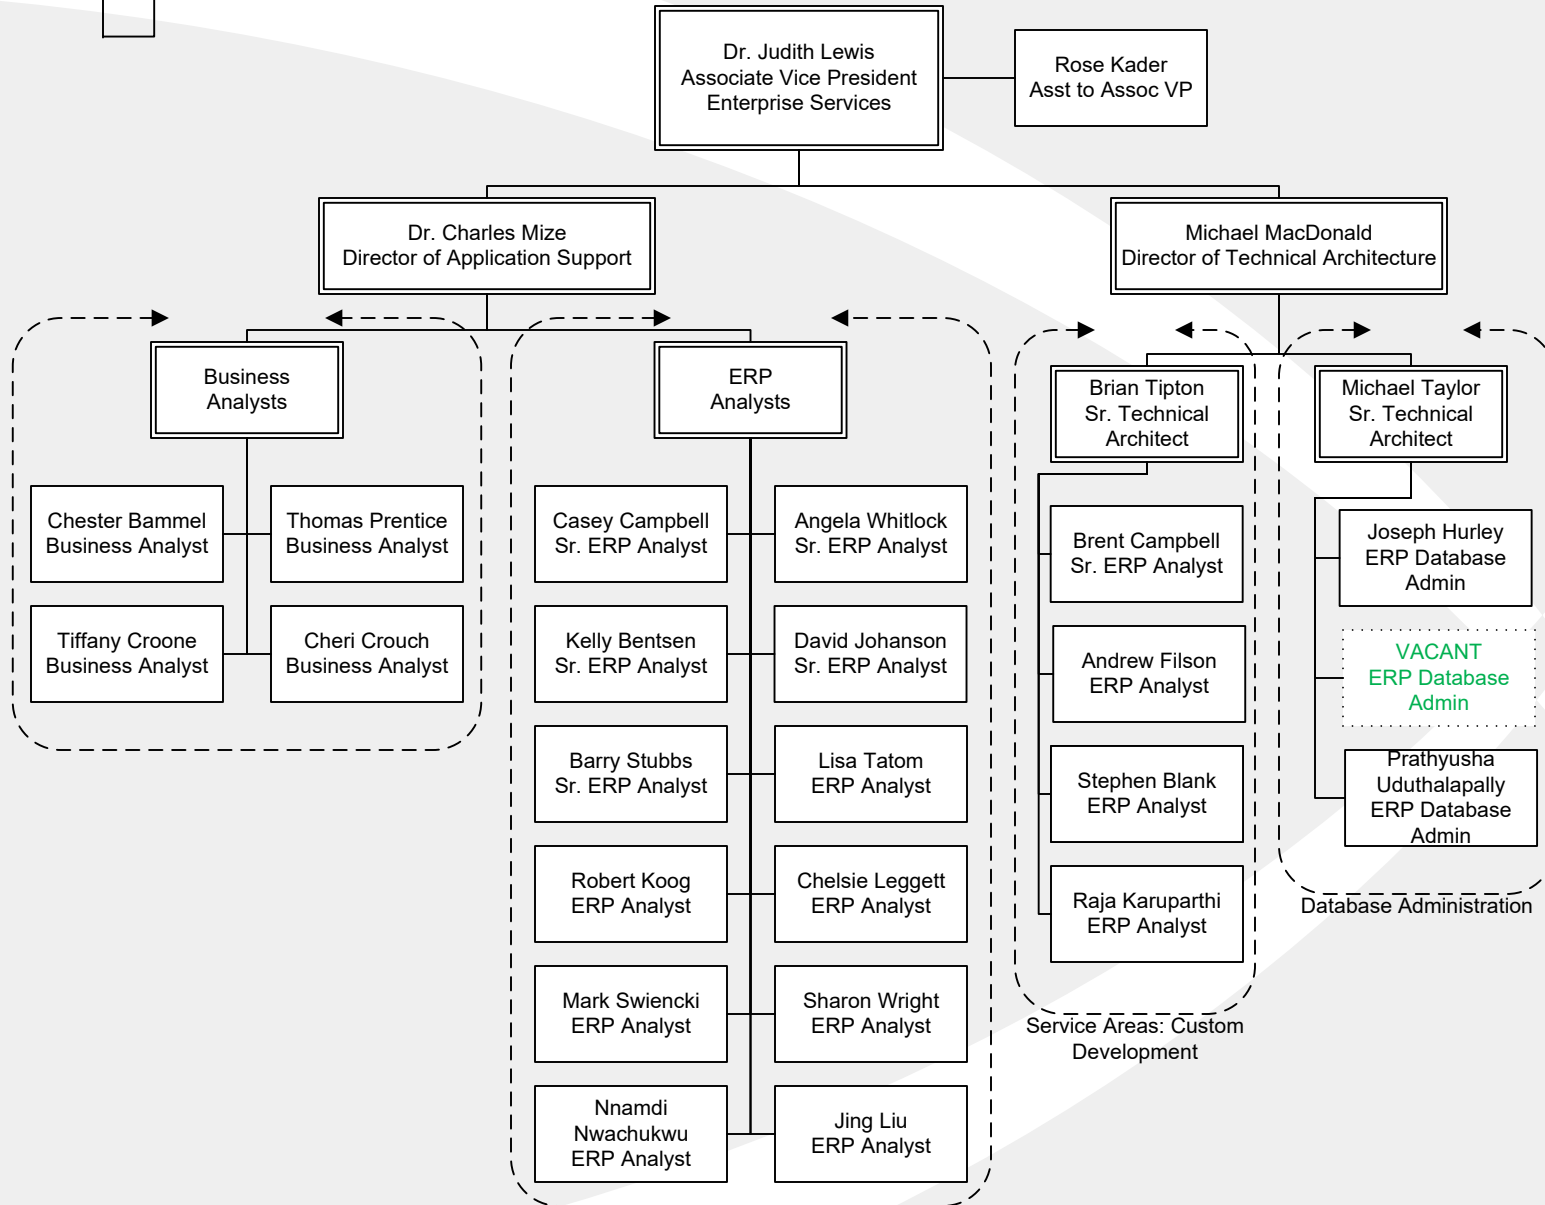 Dr. Judith Lewis
Associate Vice President
Enterprise Services
Rose Kader
Asst to Assoc VP
Dr. Charles Mize
Director of Application Support
Michael MacDonald
Director of Technical Architecture
Business
Analysts
ERP
Analysts
Brian Tipton
Sr. Technical
Architect
Michael Taylor
Sr. Technical
Architect
Chester Bammel
Business Analyst
Thomas Prentice
Business Analyst
Tiffany Croone
Business Analyst
Cheri Crouch
Business Analyst
Casey Campbell
Sr. ERP Analyst
Angela Whitlock
Sr. ERP Analyst
Kelly Bentsen
Sr. ERP Analyst
David Johanson
Sr. ERP Analyst
Barry Stubbs
Sr. ERP Analyst
Lisa Tatom
ERP Analyst
Robert Koog
ERP Analyst
Chelsie Leggett
ERP Analyst
Mark Swiencki
ERP Analyst
Sharon Wright
ERP Analyst
Nnamdi
Nwachukwu
ERP Analyst
Jing Liu
ERP Analyst
Brent Campbell
Sr. ERP Analyst
Andrew Filson
ERP Analyst
Stephen Blank
ERP Analyst
Raja Karuparthi
ERP Analyst
Service Areas: Custom
Development
Joseph Hurley
ERP Database
Admin
VACANT
ERP Database
Admin
Prathyusha
Uduthalapally
ERP Database
Admin
Database Administration